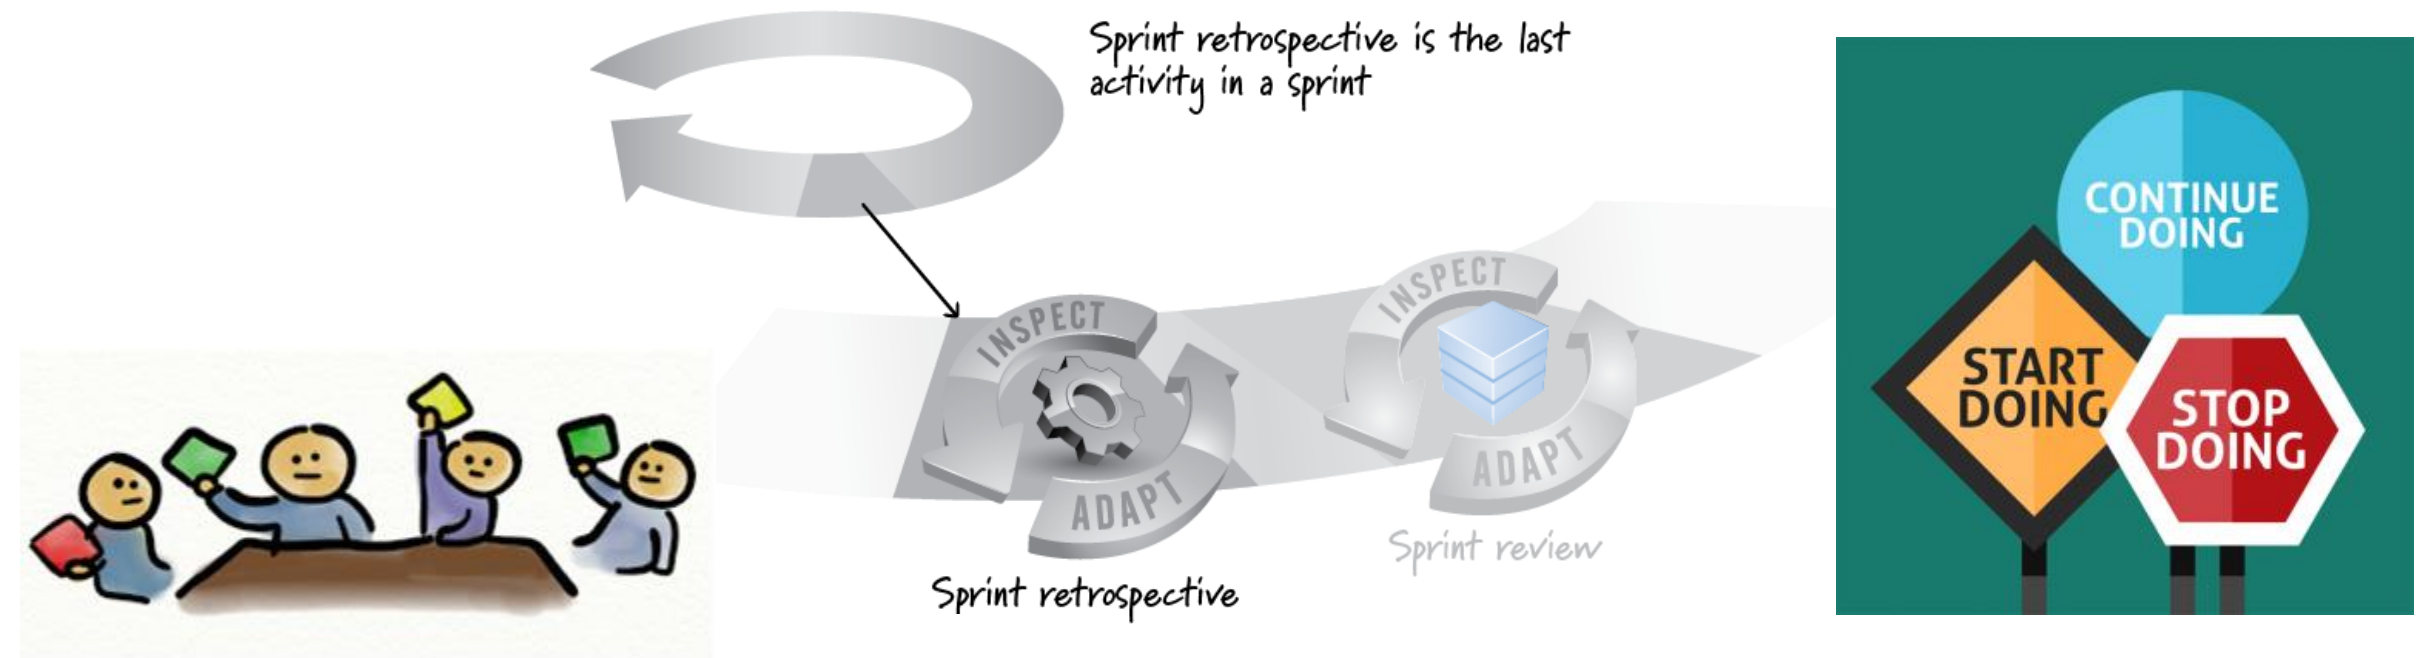 Sprint retrospective is the last
activity in a sprint
INSPECT
ADAPT
Sprint retrospective
INSPECT
ADAPT
Sprint review
CONTINUE
DOING
START
DOING
STOP
DOING